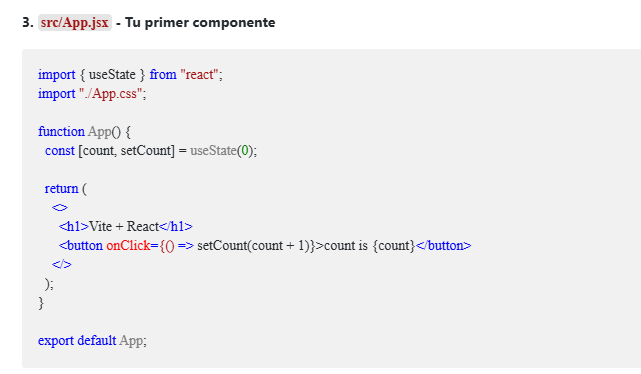 3. src/App.jsx - Tu primer componente
import { useState } from "react";
import "./App.css";
function App() {
const [count, setCount] = useState(0);
return (
<>
<h1>Vite + React</h1>
<button onClick={() => setCount(count + 1)}>count is {count}</button>
</>
);
}
export default App;